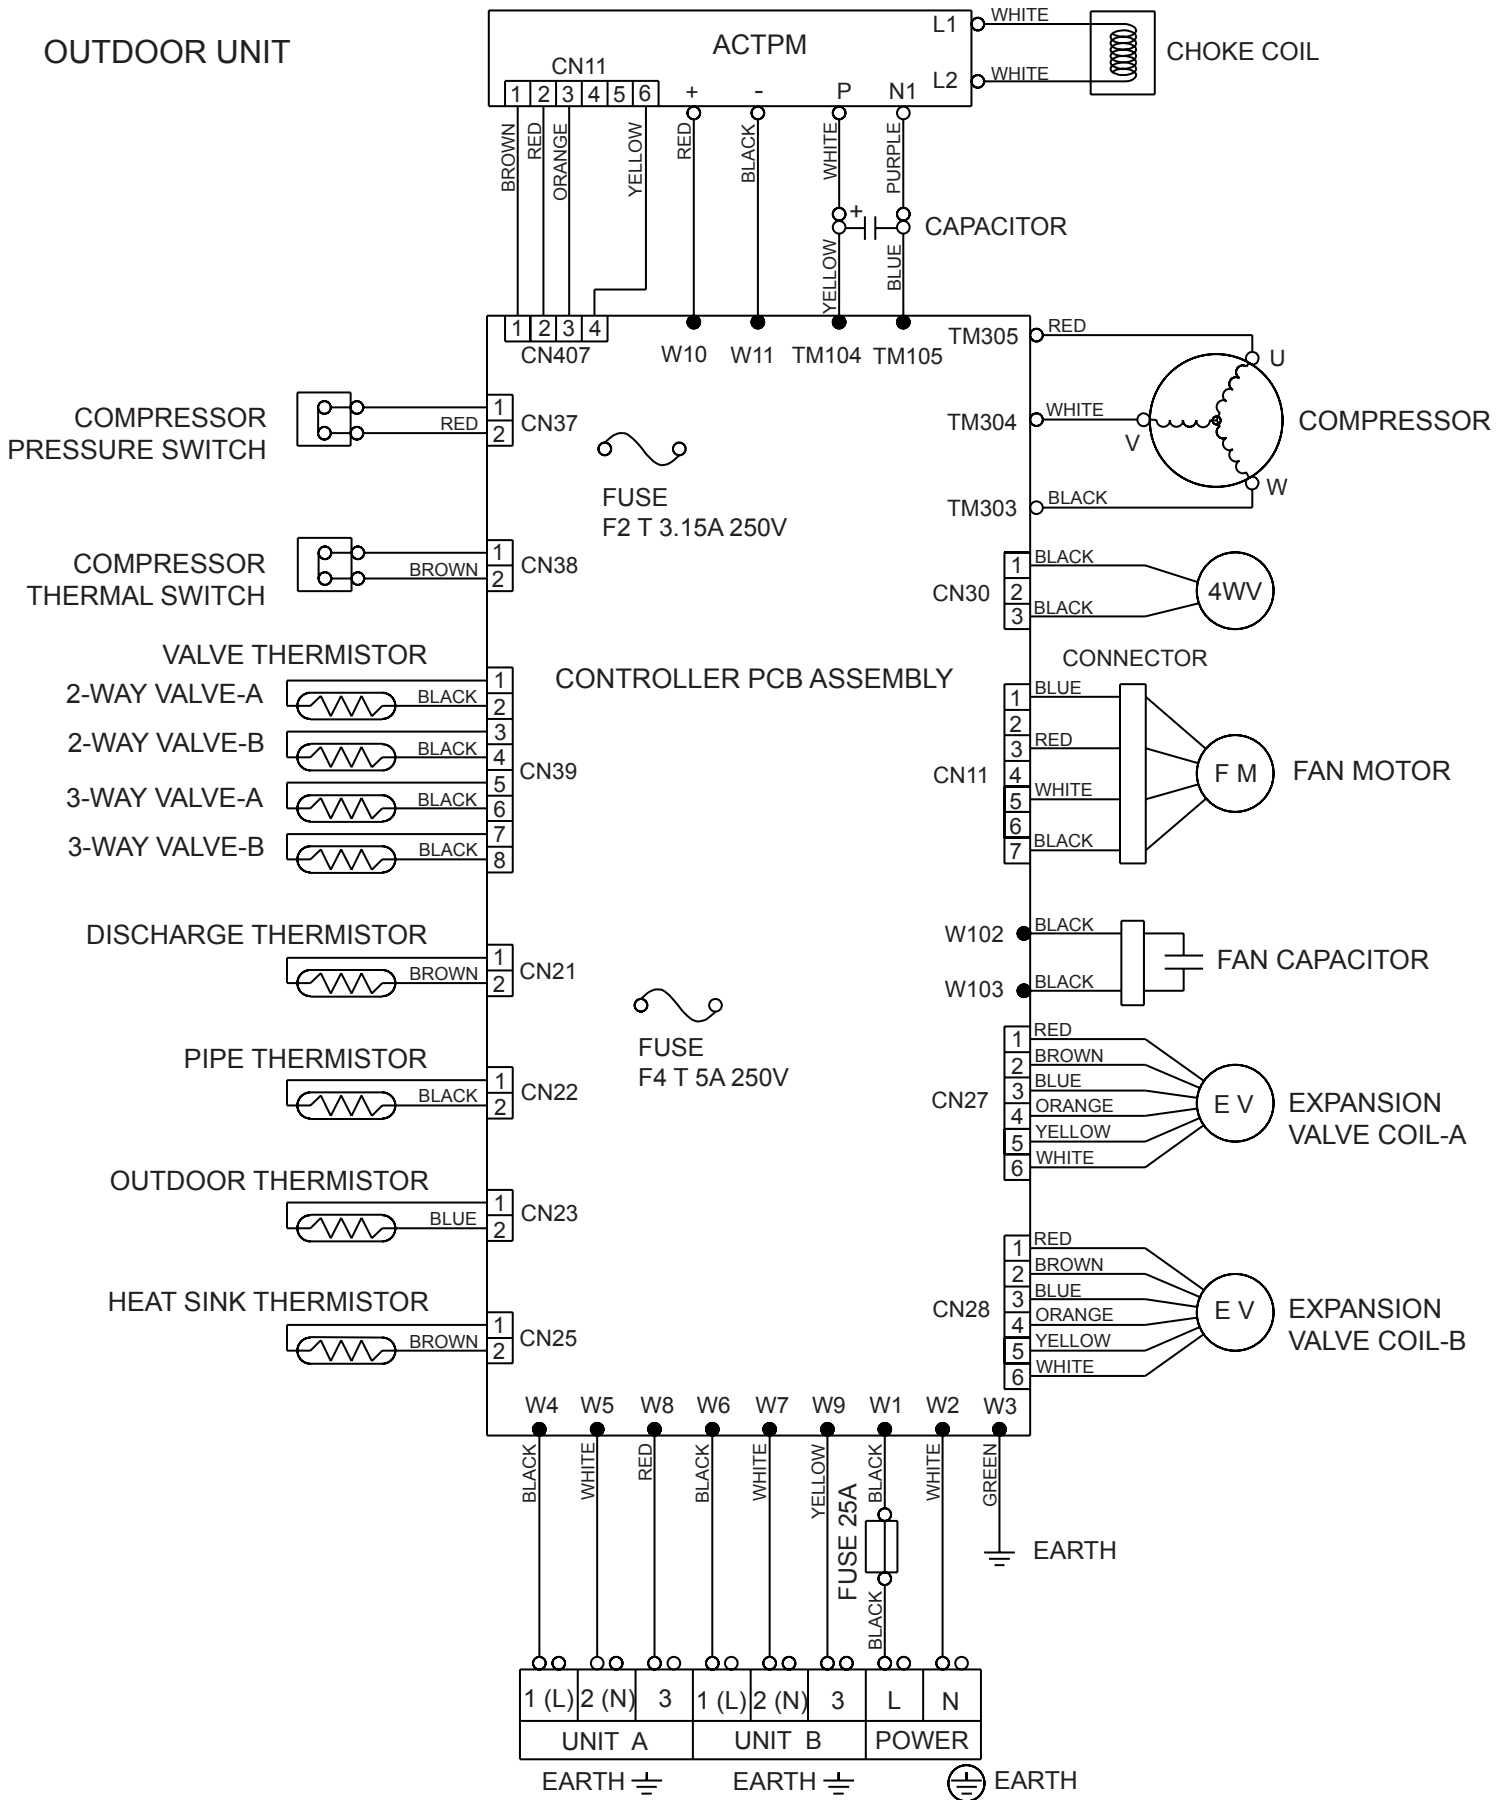 OUTDOOR UNIT
ACTPM
CN11
1 2 3 4 5 6
+ - P N1
L1
L2
WHITE
WHITE
CHOKE COIL
BROWN
RED
ORANGE
YELLOW
RED
BLACK
WHITE
PURPLE
+
CAPACITOR
YELLOW
BLUE
1 2 3 4
CN407
W10
W11
TM104
TM105
TM305
RED
U
TM304
WHITE
V
COMPRESSOR
TM303
BLACK
W
COMPRESSOR
PRESSURE SWITCH
RED
1
2
CN37
FUSE
F2 T 3.15A 250V
COMPRESSOR
THERMAL SWITCH
BROWN
1
2
CN38
CN30
1
2
3
BLACK
BLACK
4WV
VALVE THERMISTOR
2-WAY VALVE-A
BLACK
2-WAY VALVE-B
BLACK
3-WAY VALVE-A
BLACK
3-WAY VALVE-B
BLACK
1
2
3
4
5
6
7
8
CN39
CONTROLLER PCB ASSEMBLY
CONNECTOR
CN11
1
2
3
4
5
6
7
BLUE
RED
WHITE
BLACK
F M
FAN MOTOR
DISCHARGE THERMISTOR
BROWN
1
2
CN21
W102
BLACK
W103
BLACK
FAN CAPACITOR
FUSE
F4 T 5A 250V
PIPE THERMISTOR
BLACK
1
2
CN22
CN27
1
2
3
4
5
6
RED
BROWN
BLUE
ORANGE
YELLOW
WHITE
E V
EXPANSION
VALVE COIL-A
OUTDOOR THERMISTOR
BLUE
1
2
CN23
HEAT SINK THERMISTOR
BROWN
1
2
CN25
CN28
1
2
3
4
5
6
RED
BROWN
BLUE
ORANGE
YELLOW
WHITE
E V
EXPANSION
VALVE COIL-B
W4 W5 W8 W6 W7 W9 W1 W2 W3
BLACK
WHITE
RED
BLACK
WHITE
YELLOW
BLACK
WHITE
GREEN
FUSE 25A
BLACK
EARTH
1 (L) 2 (N) 3 1 (L) 2 (N) 3 L N
UNIT A UNIT B POWER
EARTH EARTH EARTH